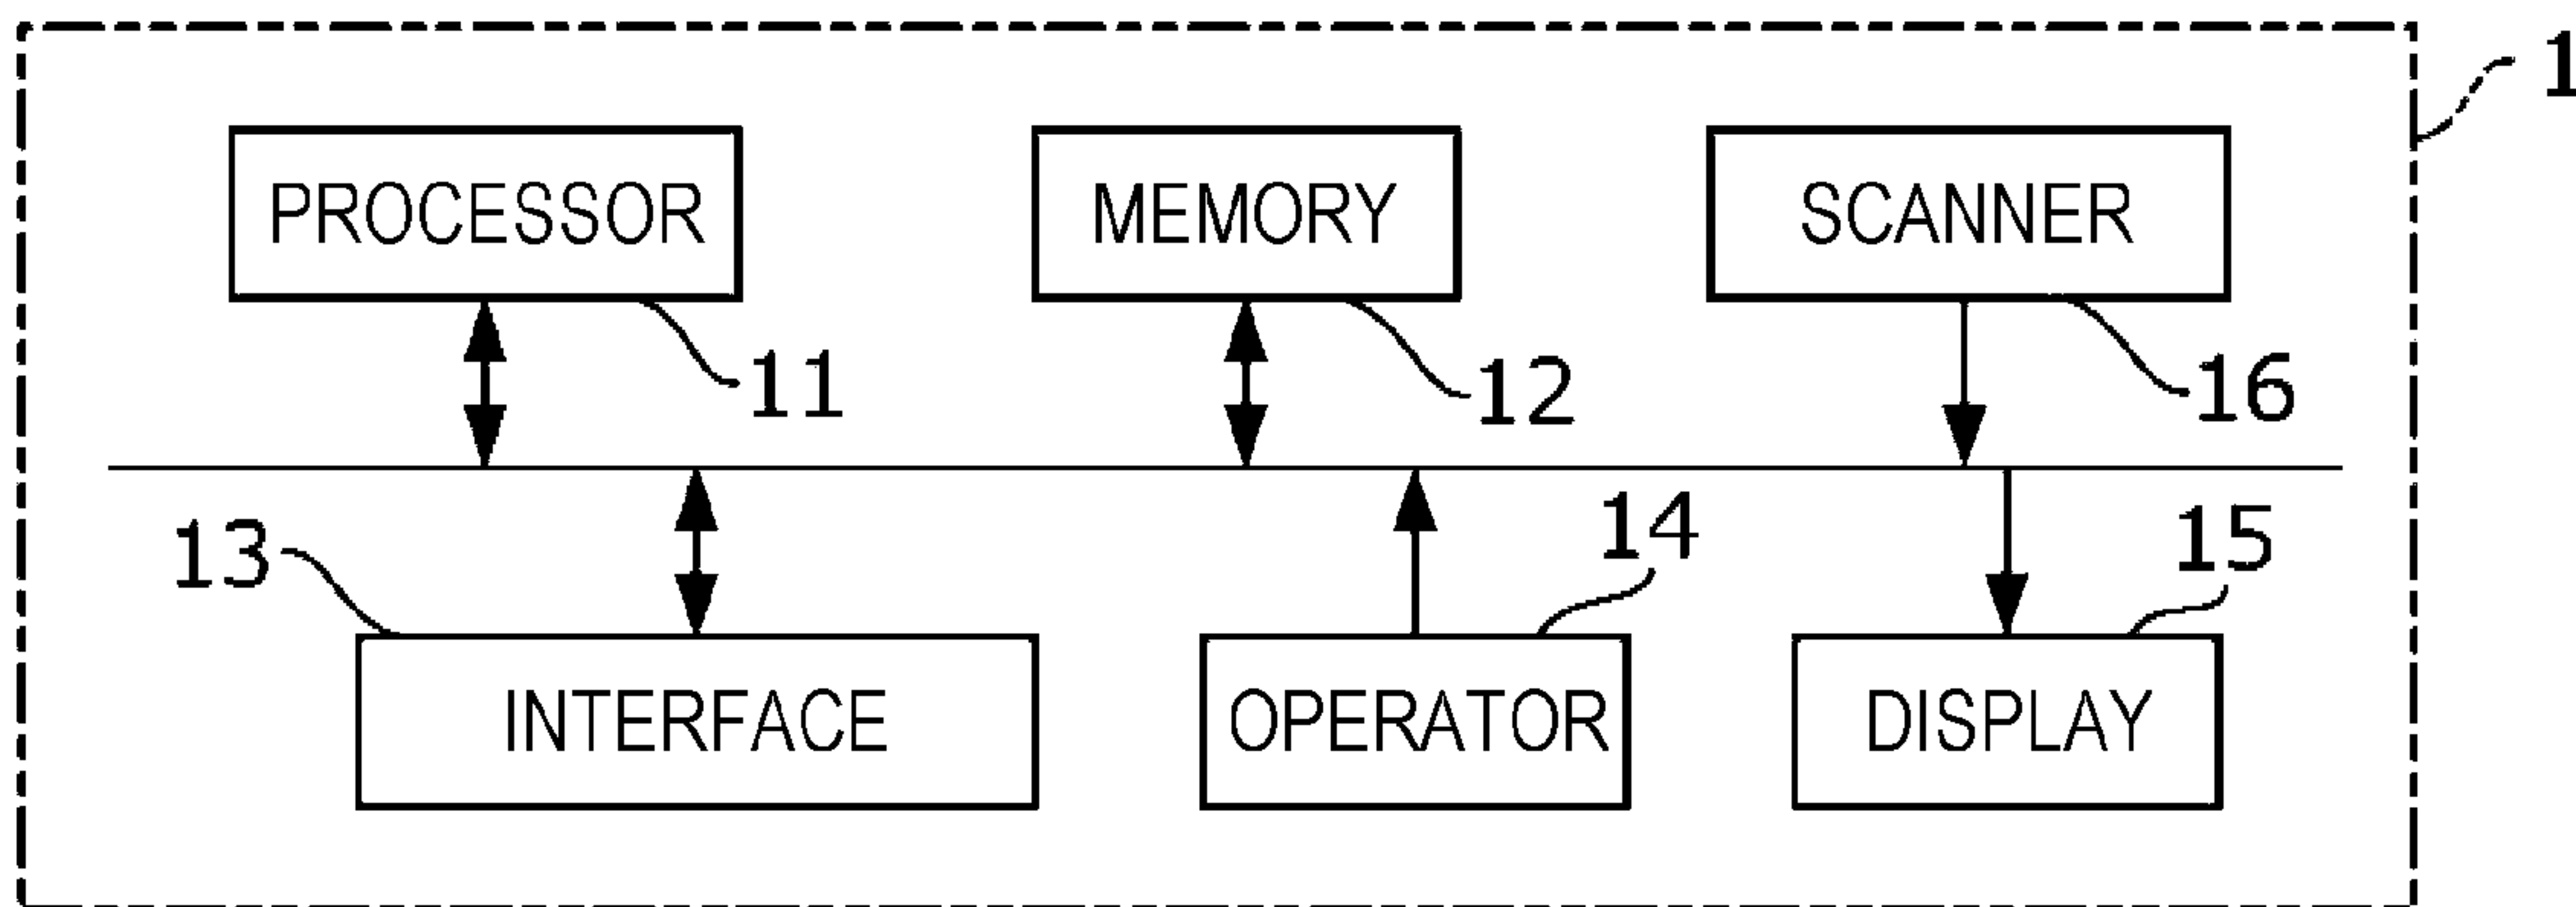 1
PROCESSOR MEMORY SCANNER
11 12 16
13 14 15
INTERFACE OPERATOR DISPLAY